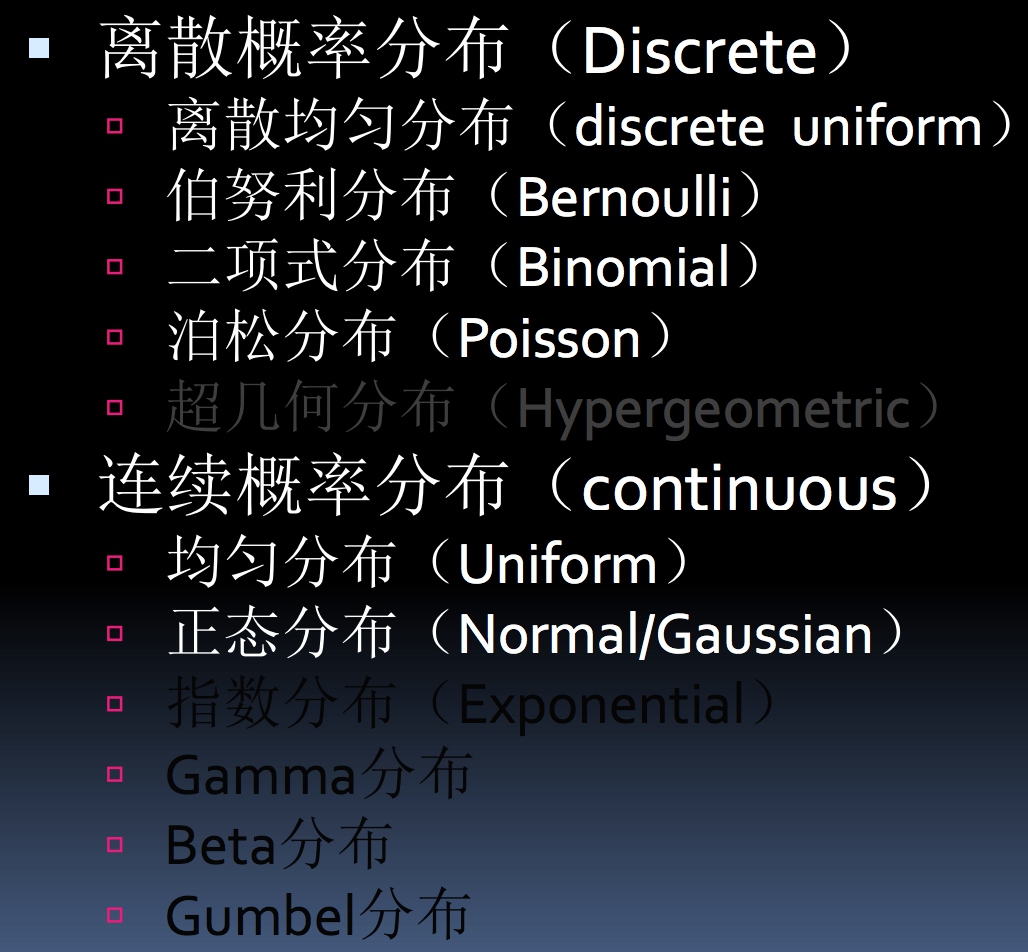 离散概率分布（Discrete）
离散均匀分布（discrete uniform）
伯努利分布（Bernoulli）
二项式分布（Binomial）
泊松分布（Poisson）
超几何分布（Hypergeometric）
连续概率分布（continuous）
均匀分布（Uniform）
正态分布（Normal/Gaussian）
指数分布（Exponential）
Gamma分布
Beta分布
Gumbel分布